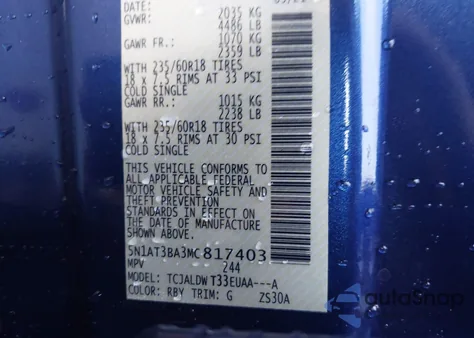 DATE:
GVWR: 2035 KG
4486 LB
GAWR FR.: 1070 KG
2359 LB
WITH 235/60R18 TIRES
18 X 7.5 RIMS AT 33 PSI
COLD SINGLE
GAWR RR.: 1015 KG
2238 LB
WITH 235/60R18 TIRES
18 X 7.5 RIMS AT 30 PSI
COLD SINGLE
THIS VEHICLE CONFORMS TO
ALL APPLICABLE FEDERAL
MOTOR VEHICLE SAFETY AND
THEFT PREVENTION
STANDARDS IN EFFECT ON
THE DATE OF MANUFACTURE
SHOWN ABOVE.
5N1AT3BA3MC817403
MPV 244
MODEL: TCJALDWT33EUAA---A
COLOR: RBY TRIM: G ZS30A
autoShop